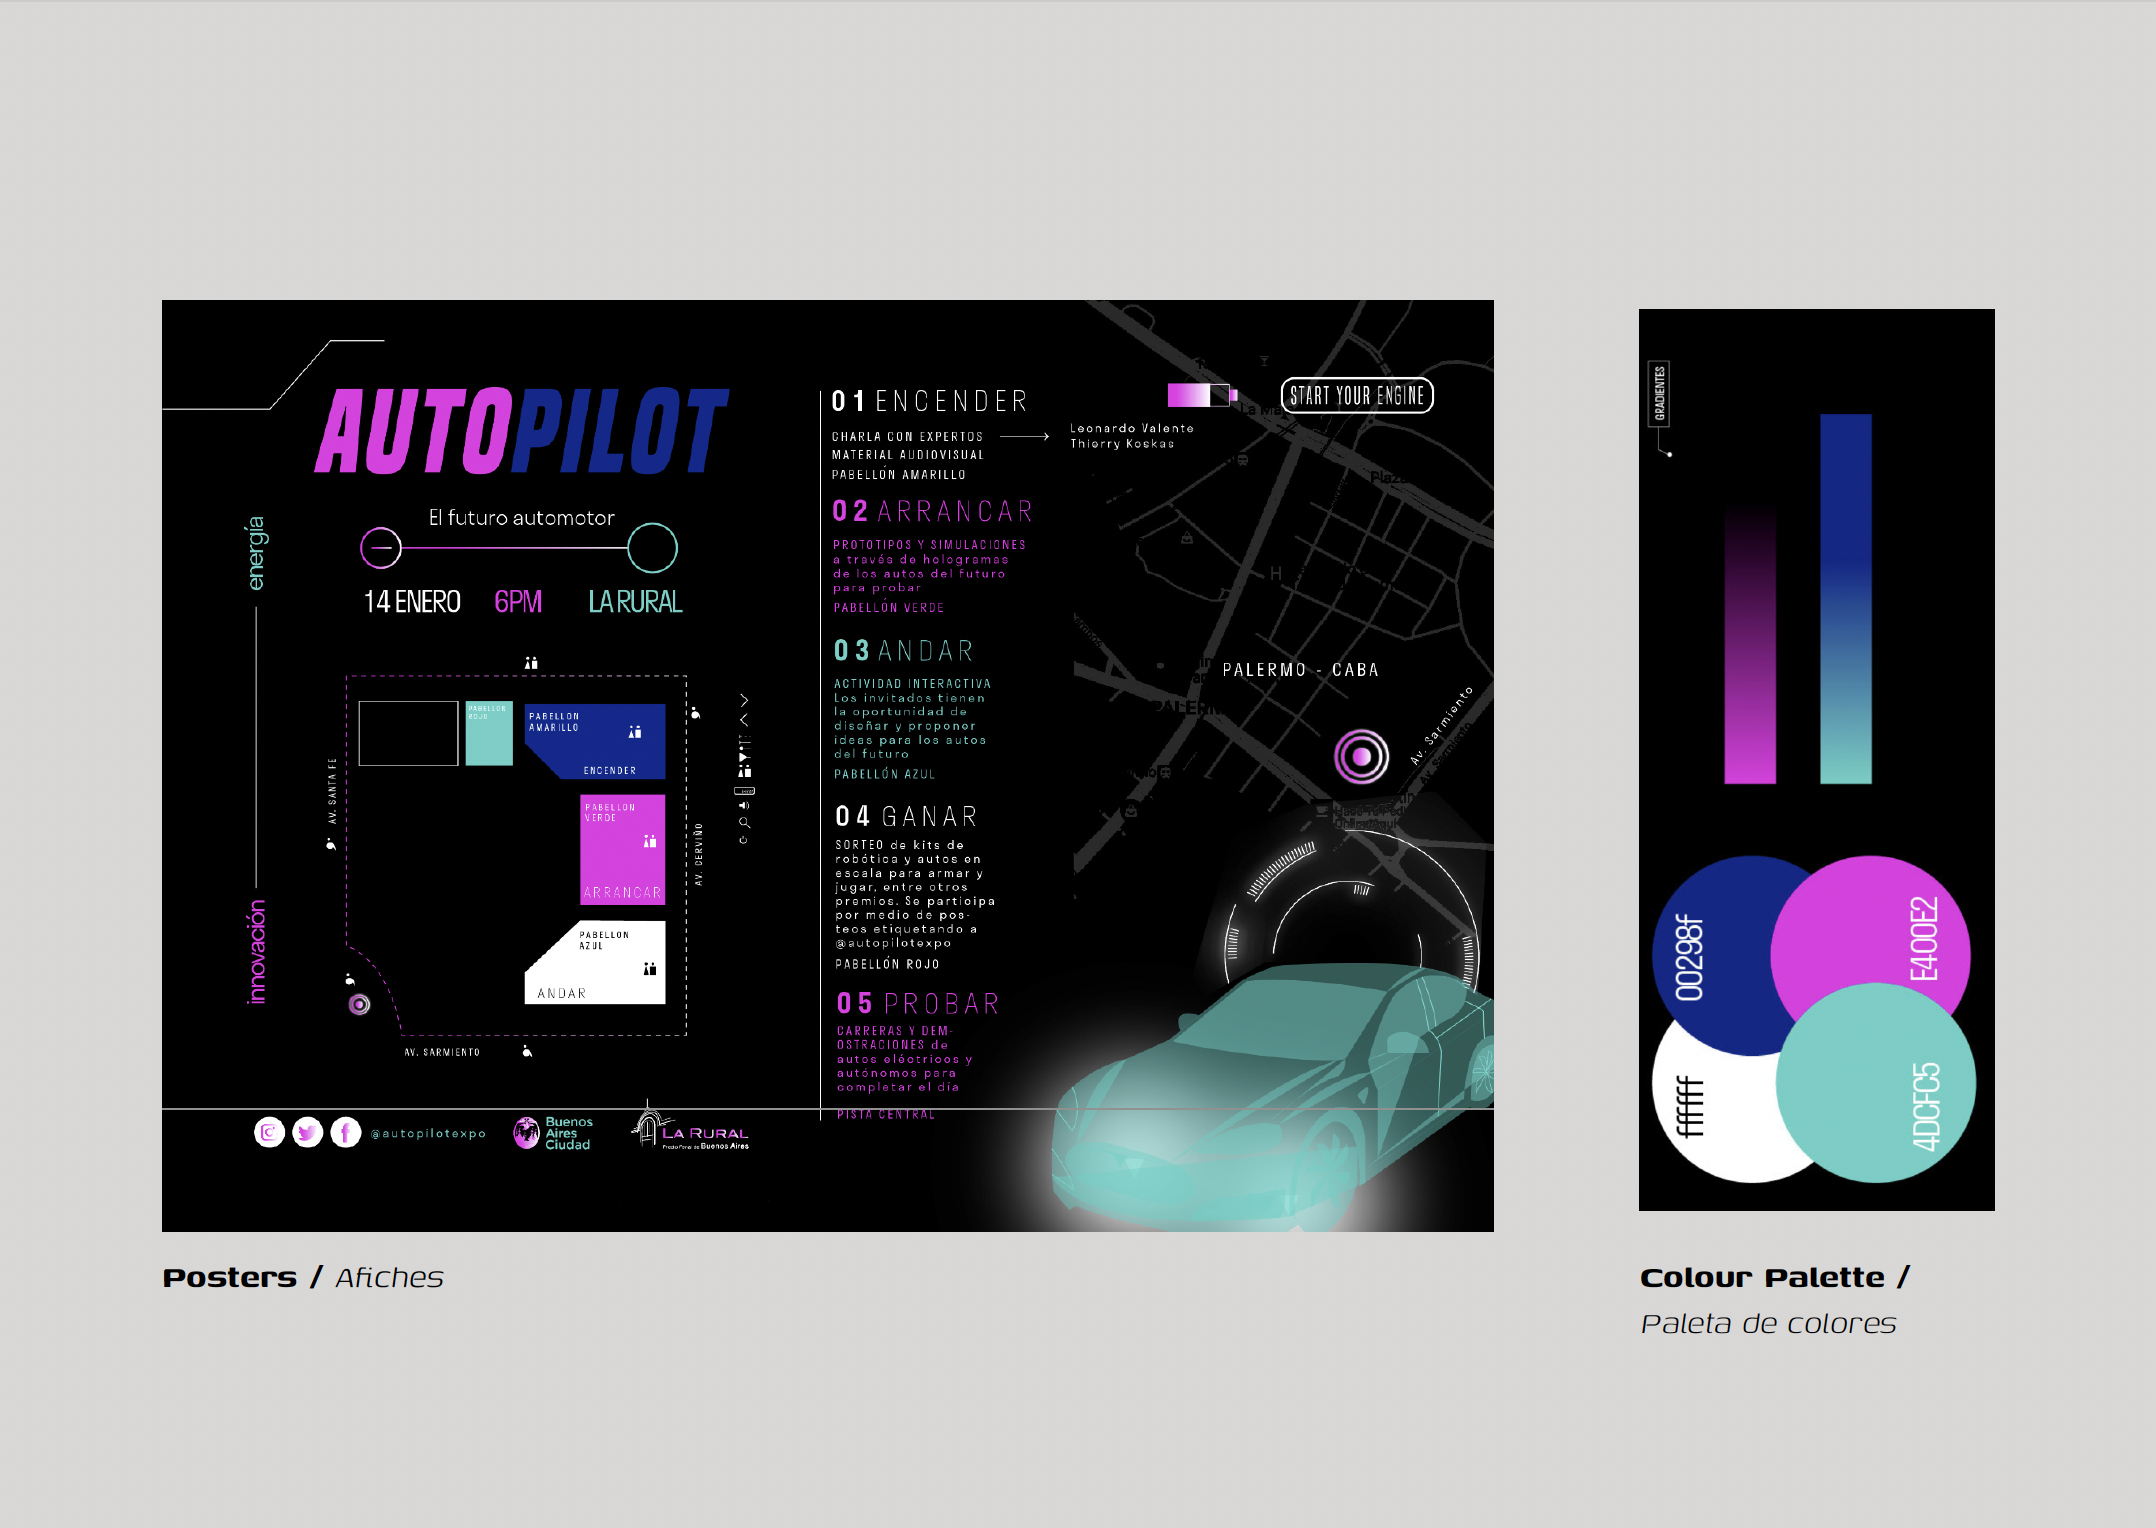 AUTOPILOT
El futuro automotor
14 ENERO 6PM LA RURAL
energía
innovación
PABELLON
ROJO
PABELLON
AMARILLO
ENCENDER
PABELLON
VERDE
ARRANCAR
PABELLON
AZUL
ANDAR
AV. SANTA FE
AV. CERVIÑO
AV. SARMIENTO
@autopilotexpo
Buenos
Aires
Ciudad
LA RURAL
Predio Ferial de Buenos Aires
01 ENCENDER
CHARLA CON EXPERTOS
MATERIAL AUDIOVISUAL
PABELLÓN AMARILLO
Leonardo Valente
Thierry Koskas
02 ARRANCAR
PROTOTIPOS Y SIMULACIONES
a través de hologramas
de los autos del futuro
para probar
PABELLÓN VERDE
03 ANDAR
ACTIVIDAD INTERACTIVA
Los invitados tienen
la oportunidad de
diseñar y proponer
ideas para los autos
del futuro
PABELLÓN AZUL
04 GANAR
SORTEO de kits de
robótica y autos en
escala para armar y
jugar, entre otros
premios. Se participa
por medio de pos-
teos etiquetando a
@autopilotexpo
PABELLÓN ROJO
05 PROBAR
CARRERAS Y DEM-
OSTRACIONES de
autos eléctricos y
autónomos para
completar el día
PISTA CENTRAL
START YOUR ENGINE
Plaza
H
PALERMO - CABA
Av. Sarmiento
Av. Sarmiento
Posters / Afiches
GRADIENTES
00298f
E400E2
ffffff
4DCFC5
Colour Palette /
Paleta de colores